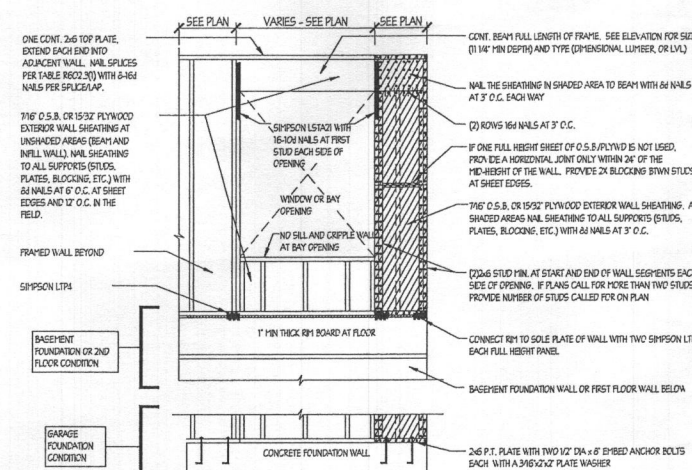 SEE PLAN
VARIES - SEE PLAN
SEE PLAN
ONE CONT. 2x6 TOP PLATE,
EXTEND EACH END INTO
ADJACENT WALL. NAIL SPLICES
PER TABLE R602.3(1) WITH 8-16d
NAILS PER SPLICE/LAP.
7/16" O.S.B. OR 15/32" PLYWOOD
EXTERIOR WALL SHEATHING AT
UNSHADED AREAS (BEAM AND
INFILL WALL). NAIL SHEATHING
TO ALL SUPPORTS (STUDS,
PLATES, BLOCKING, ETC.) WITH
8d NAILS AT 6" O.C. AT SHEET
EDGES AND 12" O.C. IN THE
FIELD.
FRAMED WALL BEYOND
SIMPSON LTP4
BASEMENT
FOUNDATION OR 2ND
FLOOR CONDITION
GARAGE
FOUNDATION
CONDITION
SIMPSON LSTA21 WITH
16-10d NAILS AT FIRST
STUD EACH SIDE OF
OPENING
WINDOW OR BAY
OPENING
NO SILL AND CRIPPLE WALL
AT BAY OPENING
1" MIN THICK RIM BOARD AT FLOOR
CONCRETE FOUNDATION WALL
CONT. BEAM FULL LENGTH OF FRAME. SEE ELEVATION FOR SIZ
(11 1/4" MIN DEPTH) AND TYPE (DIMENSIONAL LUMBER, OR LVL)
NAIL THE SHEATHING IN SHADED AREA TO BEAM WITH 8d NAILS
AT 3" O.C. EACH WAY
(2) ROWS 16d NAILS AT 3" O.C.
IF ONE FULL HEIGHT SHEET OF O.S.B./PLYWD IS NOT USED,
PROVIDE A HORIZONTAL JOINT ONLY WITHIN 24" OF THE
MID-HEIGHT OF THE WALL. PROVIDE 2X BLOCKING BTWN STUDS
AT SHEET EDGES.
7/16" O.S.B. OR 15/32" PLYWOOD EXTERIOR WALL SHEATHING. A
SHADED AREAS NAIL SHEATHING TO ALL SUPPORTS (STUDS,
PLATES, BLOCKING, ETC.) WITH 8d NAILS AT 3" O.C.
(2)2x6 STUD MIN. AT START AND END OF WALL SEGMENTS EAC
SIDE OF OPENING. IF PLANS CALL FOR MORE THAN TWO STUDS
PROVIDE NUMBER OF STUDS CALLED FOR ON PLAN
CONNECT RIM TO SOLE PLATE OF WALL WITH TWO SIMPSON LT
EACH FULL HEIGHT PANEL
BASEMENT FOUNDATION WALL OR FIRST FLOOR WALL BELOW
2x6 P.T. PLATE WITH TWO 1/2" DIA x 8" EMBED ANCHOR BOLTS
EACH WITH A 3/16"x2"x2" PLATE WASHER